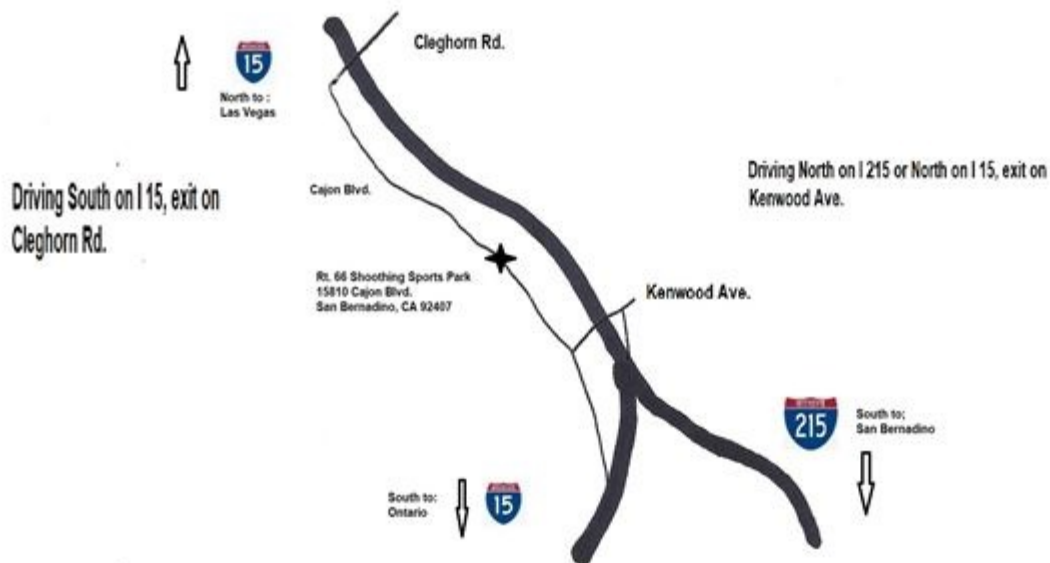 Cleghorn Rd.
15
North to :
Las Vegas
Driving South on I 15, exit on
Cleghorn Rd.
Cajon Blvd.
Driving North on I 215 or North on I 15, exit on
Kenwood Ave.
Rt. 66 Shoothing Sports Park
15810 Cajon Blvd.
San Bernadino, CA 92407
Kenwood Ave.
215
South to;
San Bernadino
South to:
Ontario
15